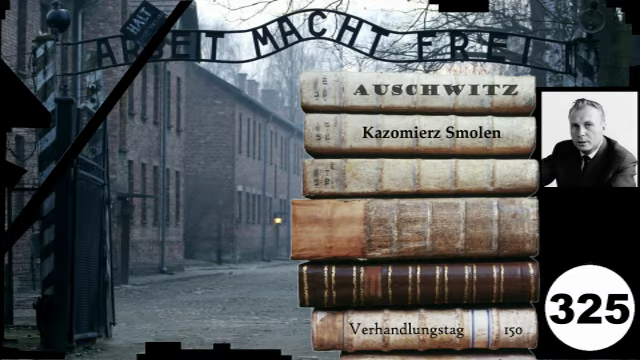 ARBEIT MACHT FREI
HALT
AUSCHWITZ
Kazomierz Smolen
Verhandlungstag 150
325